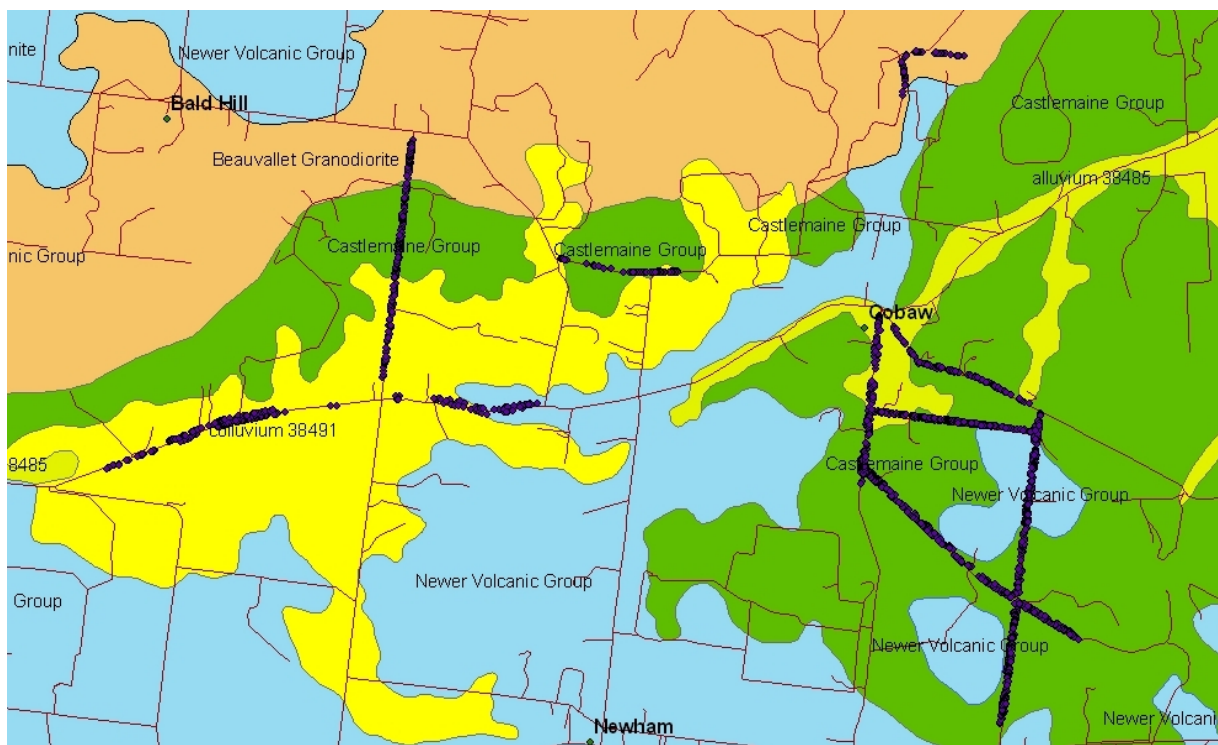 nite
Newer Volcanic Group
Bald Hill
Castlemaine Group
Beauvallet Granodiorite
alluvium 38485
Castlemaine Group
Castlemaine Group
Castlemaine Group
nic Group
Cobaw
colluvium 38491
8485
Castlemaine Group
Newer Volcanic Group
Newer Volcanic Group
Group
Newer Volcanic Group
Newham
Newer Volcani